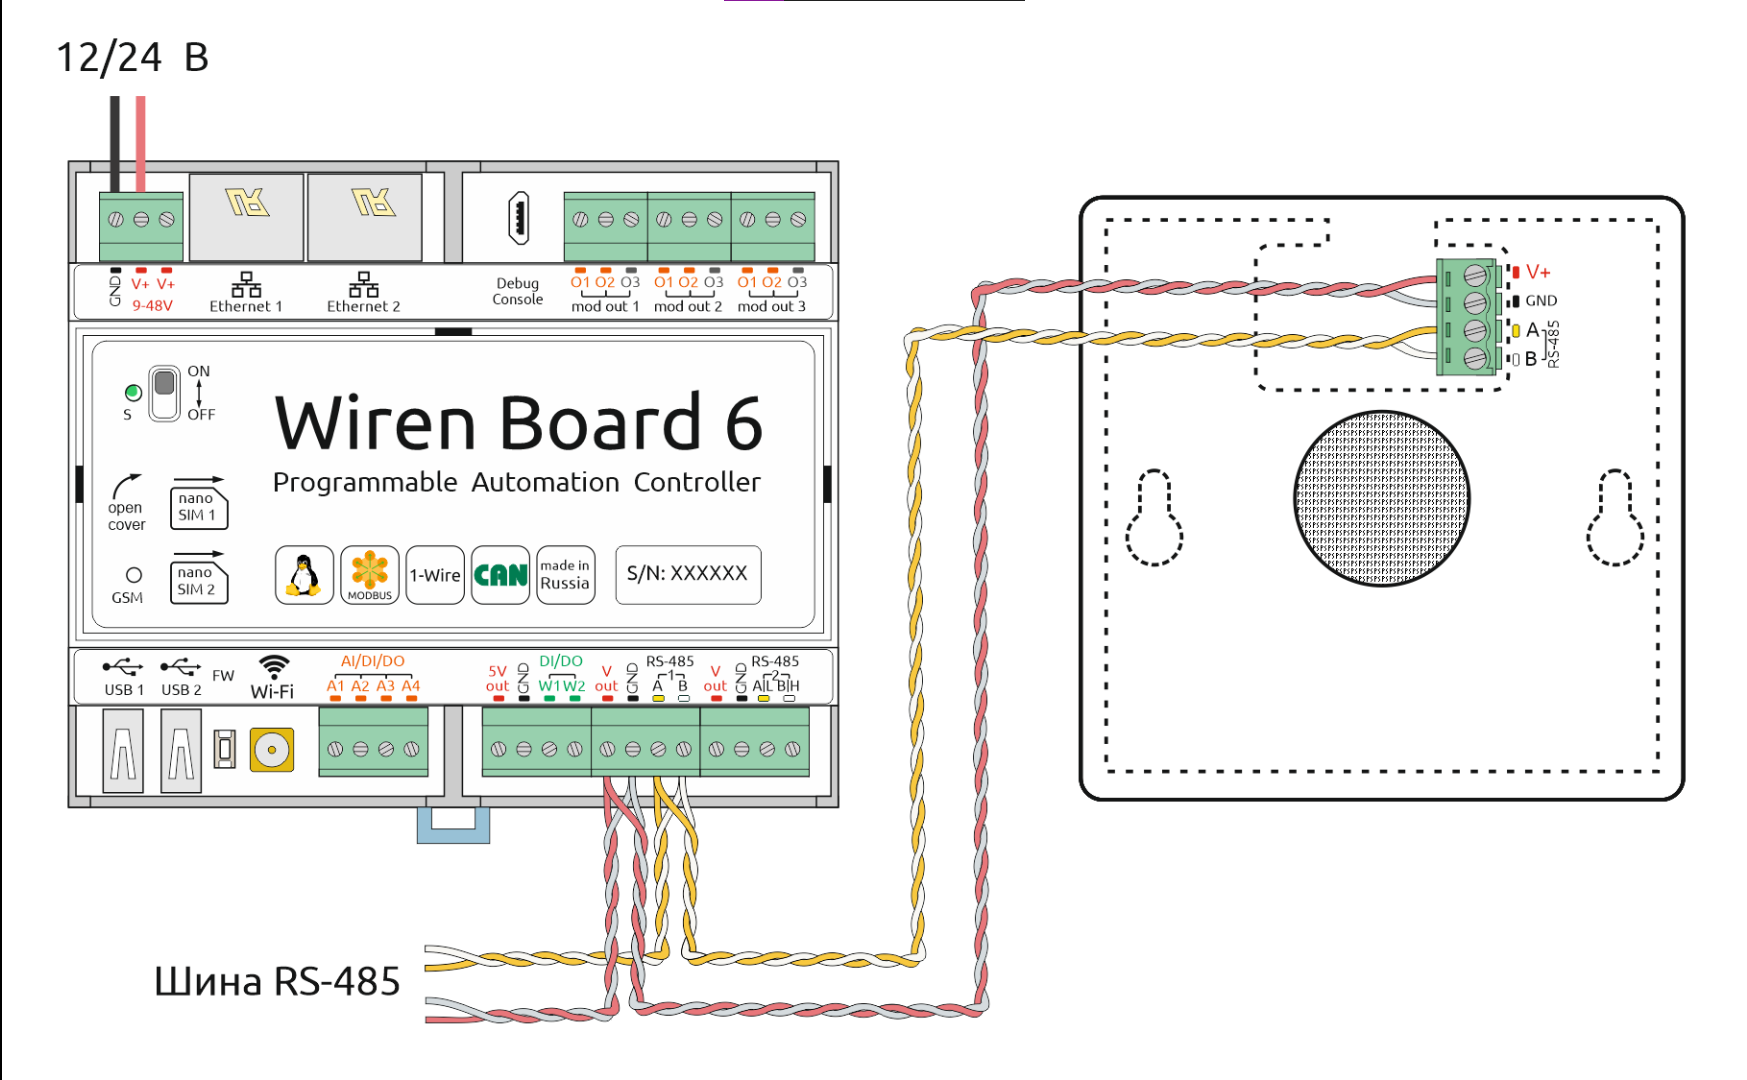 12/24 В
GND
V+ V+
9-48V
Ethernet 1
Ethernet 2
Debug
Console
O1 O2 O3
mod out 1
O1 O2 O3
mod out 2
O1 O2 O3
mod out 3
V+
GND
A
B
RS-485
S
ON
OFF
Wiren Board 6
Programmable Automation Controller
open
cover
nano
SIM 1
GSM
nano
SIM 2
MODBUS
1-Wire
CAN
made in
Russia
S/N: XXXXXX
USB 1
USB 2
FW
Wi-Fi
AI/DI/DO
A1 A2 A3 A4
5V
out
GND
DI/DO
W1 W2
V
out
GND
RS-485
1
A B
V
out
GND
RS-485
2
A|L B|H
Шина RS-485